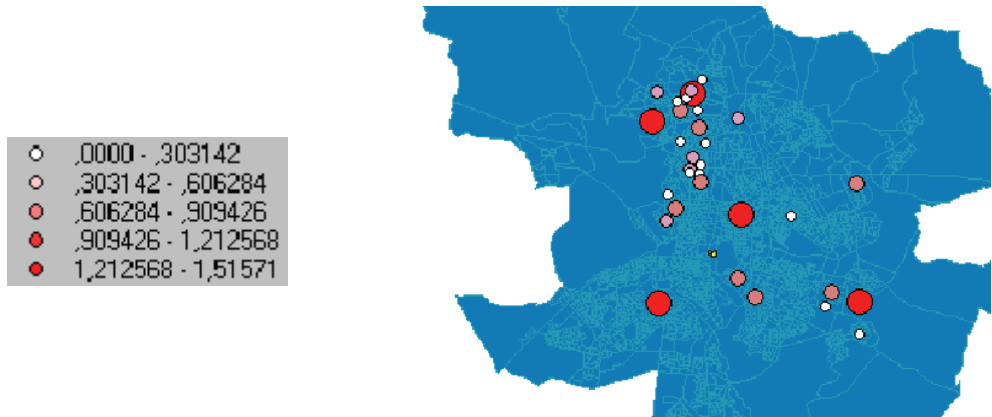 ,0000 - ,303142
,303142 - ,606284
,606284 - ,909426
,909426 - 1,212568
1,212568 - 1,51571